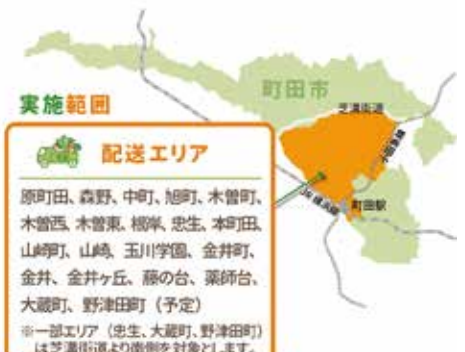 町田市
芝溝街道
実施範囲
配送エリア
町田駅
原町田、森野、中町、旭町、木曽町、
木曽西、木曽東、根岸、忠生、本町田、
山崎町、山崎、玉川学園、金井町、
金井、金井ヶ丘、藤の台、薬師台、
大蔵町、野津田町（予定）
※一部エリア（忠生、大蔵町、野津田町）
は芝溝街道より南側を対象とします。